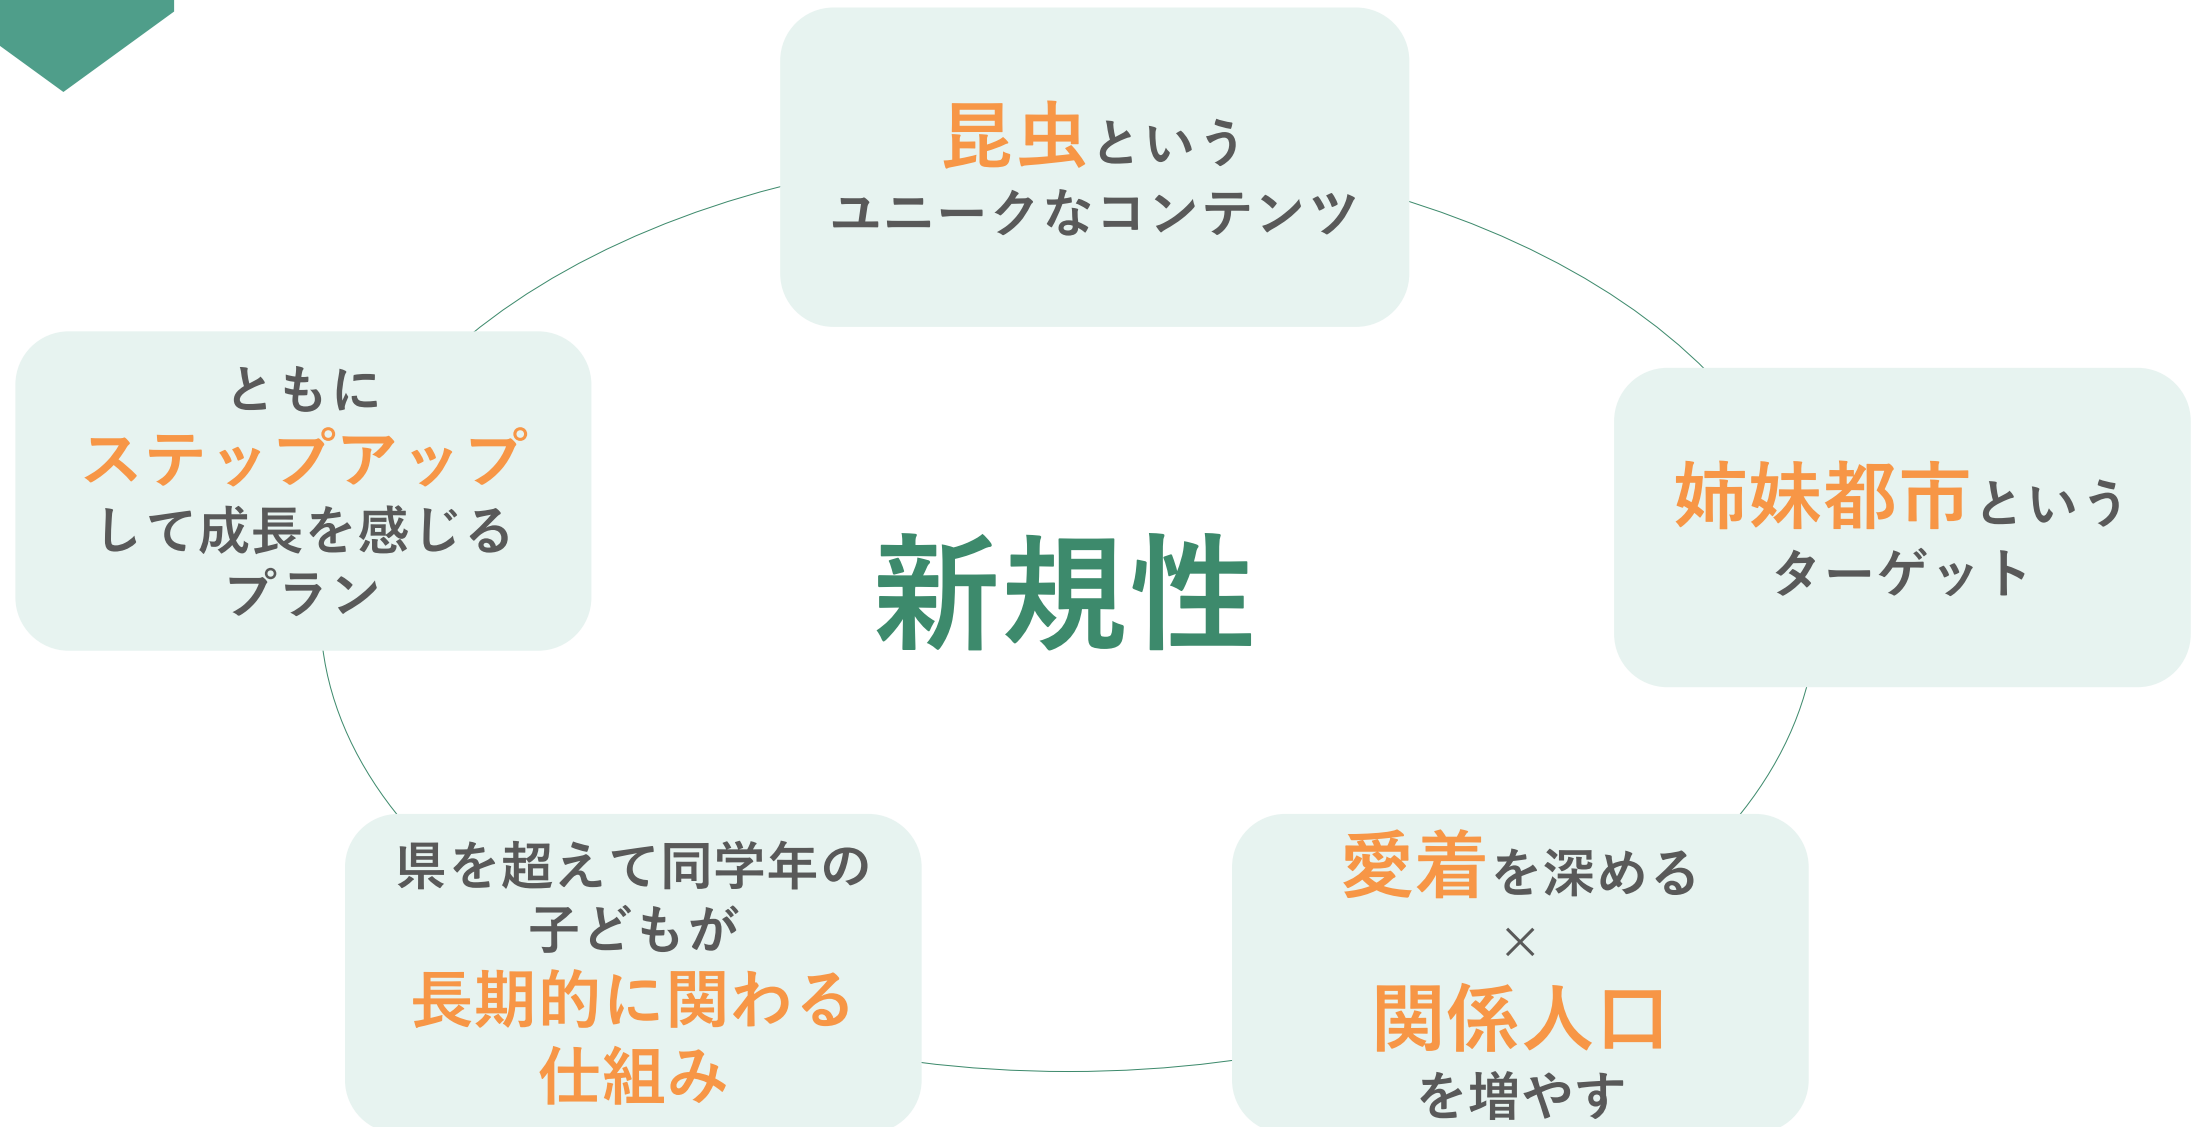 昆虫という
ユニークなコンテンツ
ともに
ステップアップ
して成長を感じる
プラン
姉妹都市という
ターゲット
新規性
県を超えて同学年の
子どもが
長期的に関わる
仕組み
愛着を深める
×
関係人口
を増やす